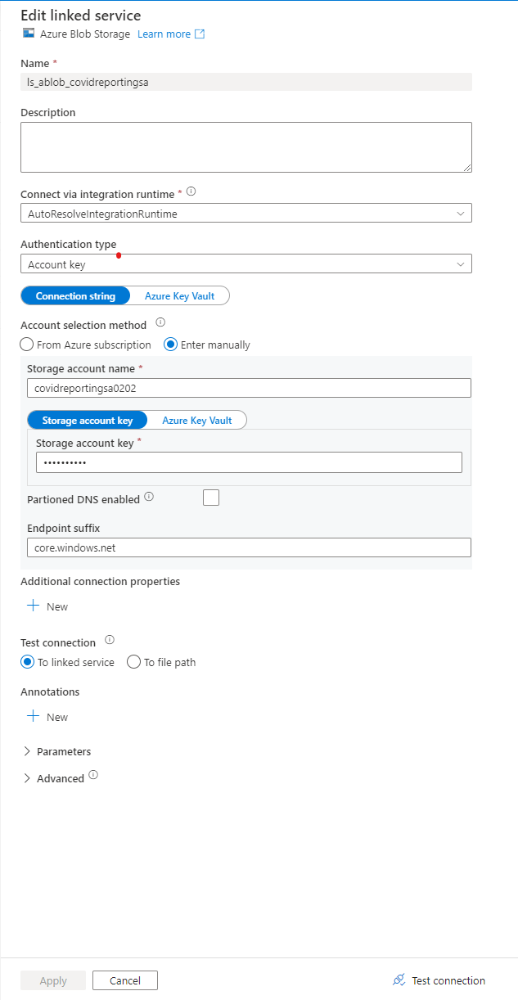 Edit linked service
Azure Blob Storage Learn more
Name *
ls_ablob_covidreportingsa
Description
Connect via integration runtime *
AutoResolveIntegrationRuntime
Authentication type
Account key
Connection string Azure Key Vault
Account selection method
From Azure subscription Enter manually
Storage account name *
covidreportingsa0202
Storage account key Azure Key Vault
Storage account key *
••••••••••
Partioned DNS enabled
Endpoint suffix
core.windows.net
Additional connection properties
New
Test connection
To linked service To file path
Annotations
New
Parameters
Advanced
Apply Cancel Test connection